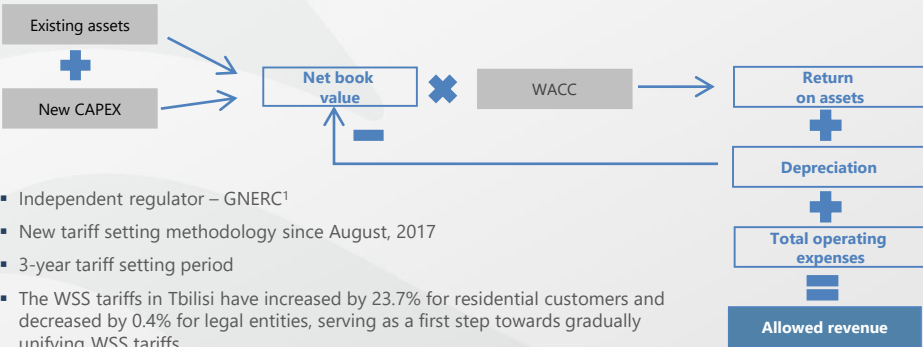 Existing assets
New CAPEX
Net book
value
WACC
Return
on assets
Depreciation
Total operating
expenses
Allowed revenue
▪ Independent regulator – GNERC1
▪ New tariff setting methodology since August, 2017
▪ 3-year tariff setting period
▪ The WSS tariffs in Tbilisi have increased by 23.7% for residential customers and
decreased by 0.4% for legal entities, serving as a first step towards gradually
unifying WSS tariffs